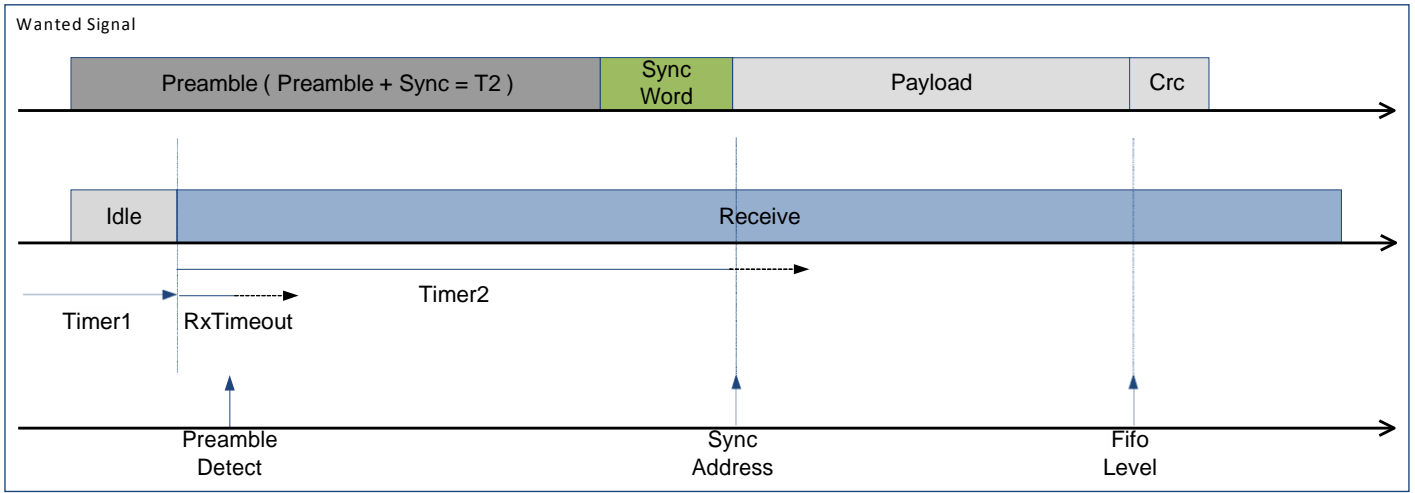 Wanted Signal
Preamble ( Preamble + Sync = T2 )
Sync
Word
Payload
Crc
Idle
Receive
Timer2
Timer1
RxTimeout
Preamble
Detect
Sync
Address
Fifo
Level